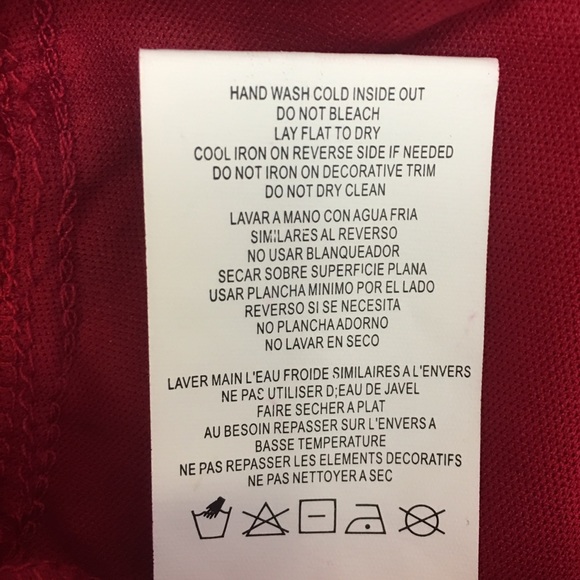 HAND WASH COLD INSIDE OUT
DO NOT BLEACH
LAY FLAT TO DRY
COOL IRON ON REVERSE SIDE IF NEEDED
DO NOT IRON ON DECORATIVE TRIM
DO NOT DRY CLEAN
LAVAR A MANO CON AGUA FRIA
SIMILARES AL REVERSO
NO USAR BLANQUEADOR
SECAR SOBRE SUPERFICIE PLANA
USAR PLANCHA MINIMO POR EL LADO
REVERSO SI SE NECESITA
NO PLANCHA ADORNO
NO LAVAR EN SECO
LAVER MAIN L'EAU FROIDE SIMILAIRES A L'ENVERS
NE PAS UTILISER D;EAU DE JAVEL
FAIRE SECHER A PLAT
AU BESOIN REPASSER SUR L'ENVERS A
BASSE TEMPERATURE
NE PAS REPASSER LES ELEMENTS DECORATIFS
NE PAS NETTOYER A SEC